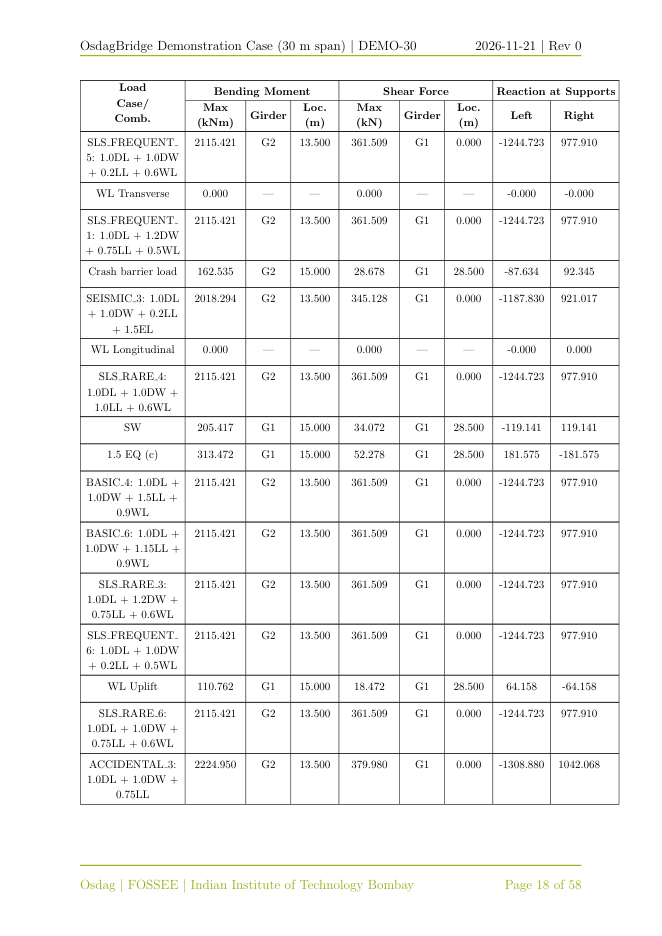 OsdagBridge Demonstration Case (30 m span) | DEMO-30 2026-11-21 | Rev 0
Load Case/ Comb. Bending Moment Shear Force Reaction at Supports
Max (kNm) Girder Loc. (m) Max (kN) Girder Loc. (m) Left Right
SLS_FREQUENT_ 2115.421 G2 13.500 361.509 G1 0.000 -1244.723 977.910
5: 1.0DL + 1.0DW
+ 0.2LL + 0.6WL
WL Transverse 0.000 — — 0.000 — — -0.000 -0.000
SLS_FREQUENT_ 2115.421 G2 13.500 361.509 G1 0.000 -1244.723 977.910
1: 1.0DL + 1.2DW
+ 0.75LL + 0.5WL
Crash barrier load 162.535 G2 15.000 28.678 G1 28.500 -87.634 92.345
SEISMIC_3: 1.0DL 2018.294 G2 13.500 345.128 G1 0.000 -1187.830 921.017
+ 1.0DW + 0.2LL
+ 1.5EL
WL Longitudinal 0.000 — — 0.000 — — -0.000 0.000
SLS_RARE_4: 2115.421 G2 13.500 361.509 G1 0.000 -1244.723 977.910
1.0DL + 1.0DW +
1.0LL + 0.6WL
SW 205.417 G1 15.000 34.072 G1 28.500 -119.141 119.141
1.5 EQ (c) 313.472 G1 15.000 52.278 G1 28.500 181.575 -181.575
BASIC_4: 1.0DL + 2115.421 G2 13.500 361.509 G1 0.000 -1244.723 977.910
1.0DW + 1.5LL +
0.9WL
BASIC_6: 1.0DL + 2115.421 G2 13.500 361.509 G1 0.000 -1244.723 977.910
1.0DW + 1.15LL +
0.9WL
SLS_RARE_3: 2115.421 G2 13.500 361.509 G1 0.000 -1244.723 977.910
1.0DL + 1.2DW +
0.75LL + 0.6WL
SLS_FREQUENT_ 2115.421 G2 13.500 361.509 G1 0.000 -1244.723 977.910
6: 1.0DL + 1.0DW
+ 0.2LL + 0.5WL
WL Uplift 110.762 G1 15.000 18.472 G1 28.500 64.158 -64.158
SLS_RARE_6: 2115.421 G2 13.500 361.509 G1 0.000 -1244.723 977.910
1.0DL + 1.0DW +
0.75LL + 0.6WL
ACCIDENTAL_3: 2224.950 G2 13.500 379.980 G1 0.000 -1308.880 1042.068
1.0DL + 1.0DW +
0.75LL
Osdag | FOSSEE | Indian Institute of Technology Bombay Page 18 of 58